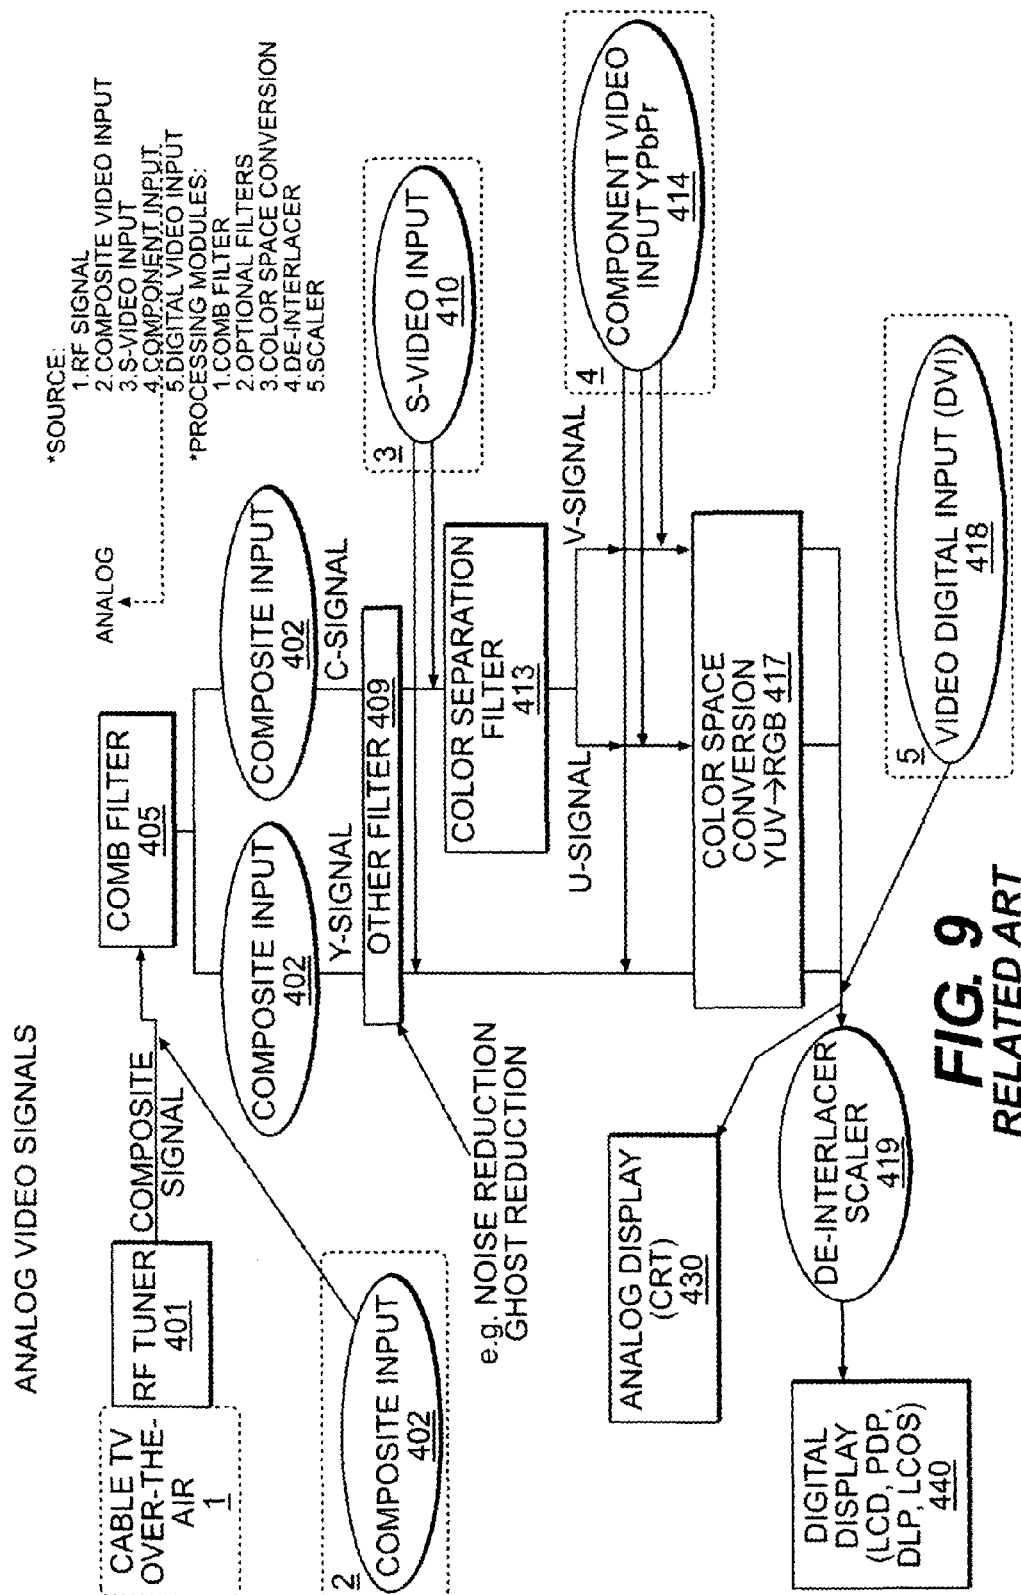 ANALOG VIDEO SIGNALS
CABLE TV
OVER-THE-
AIR
1
RF TUNER
401
COMPOSITE
SIGNAL
2
COMPOSITE INPUT
402
COMB FILTER
405
ANALOG
*SOURCE:
1.RF SIGNAL
2.COMPOSITE VIDEO INPUT
3.S-VIDEO INPUT
4.COMPONENT INPUT
5.DIGITAL VIDEO INPUT
*PROCESSING MODULES:
1.COMB FILTER
2.OPTIONAL FILTERS
3.COLOR SPACE CONVERSION
4.DE-INTERLACER
5.SCALER
COMPOSITE INPUT
402
COMPOSITE INPUT
402
Y-SIGNAL
C-SIGNAL
OTHER FILTER 409
e.g. NOISE REDUCTION
GHOST REDUCTION
3
S-VIDEO INPUT
410
COLOR SEPARATION
FILTER
413
U-SIGNAL
V-SIGNAL
4
COMPONENT VIDEO
INPUT YPbPr
414
COLOR SPACE
CONVERSION
YUV→RGB 417
ANALOG DISPLAY
(CRT)
430
DE-INTERLACER
SCALER
419
DIGITAL
DISPLAY
(LCD, PDP,
DLP, LCOS)
440
5
VIDEO DIGITAL INPUT (DVI)
418
FIG. 9
RELATED ART